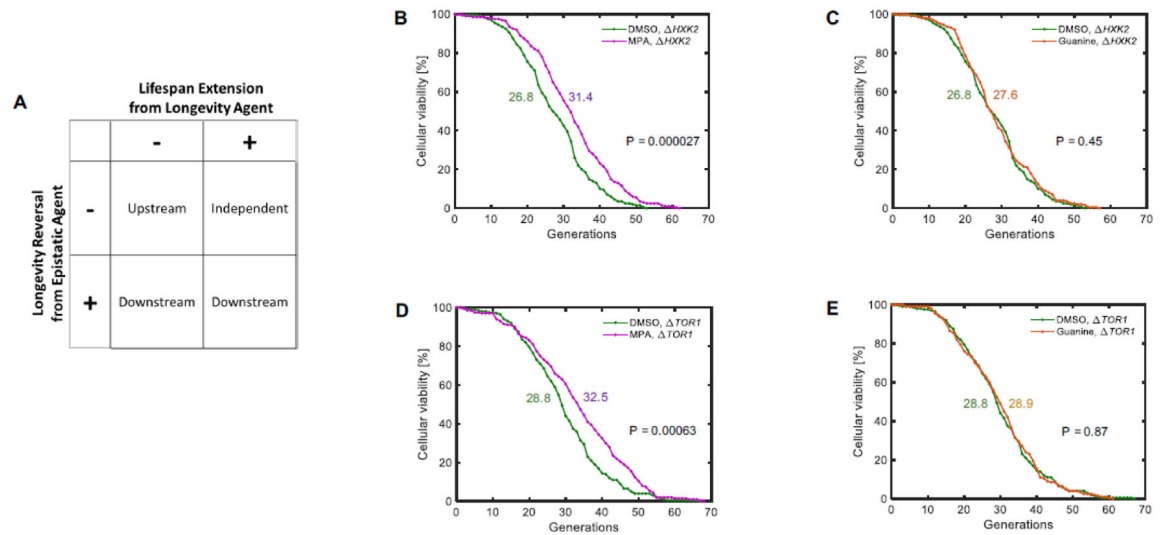 A
Lifespan Extension
from Longevity Agent
- +
Longevity Reversal
from Epistatic Agent
- Upstream Independent
+ Downstream Downstream
B
DMSO, ΔHXK2
MPA, ΔHXK2
26.8 31.4
P = 0.000027
Cellular viability [%]
100
80
60
40
20
0
0 10 20 30 40 50 60 70
Generations
C
DMSO, ΔHXK2
Guanine, ΔHXK2
26.8 27.6
P = 0.45
Cellular viability [%]
100
80
60
40
20
0
0 10 20 30 40 50 60 70
Generations
D
DMSO, ΔTOR1
MPA, ΔTOR1
28.8 32.5
P = 0.00063
Cellular viability [%]
100
80
60
40
20
0
0 10 20 30 40 50 60 70
Generations
E
DMSO, ΔTOR1
Guanine, ΔTOR1
28.8 28.9
P = 0.87
Cellular viability [%]
100
80
60
40
20
0
0 10 20 30 40 50 60 70
Generations